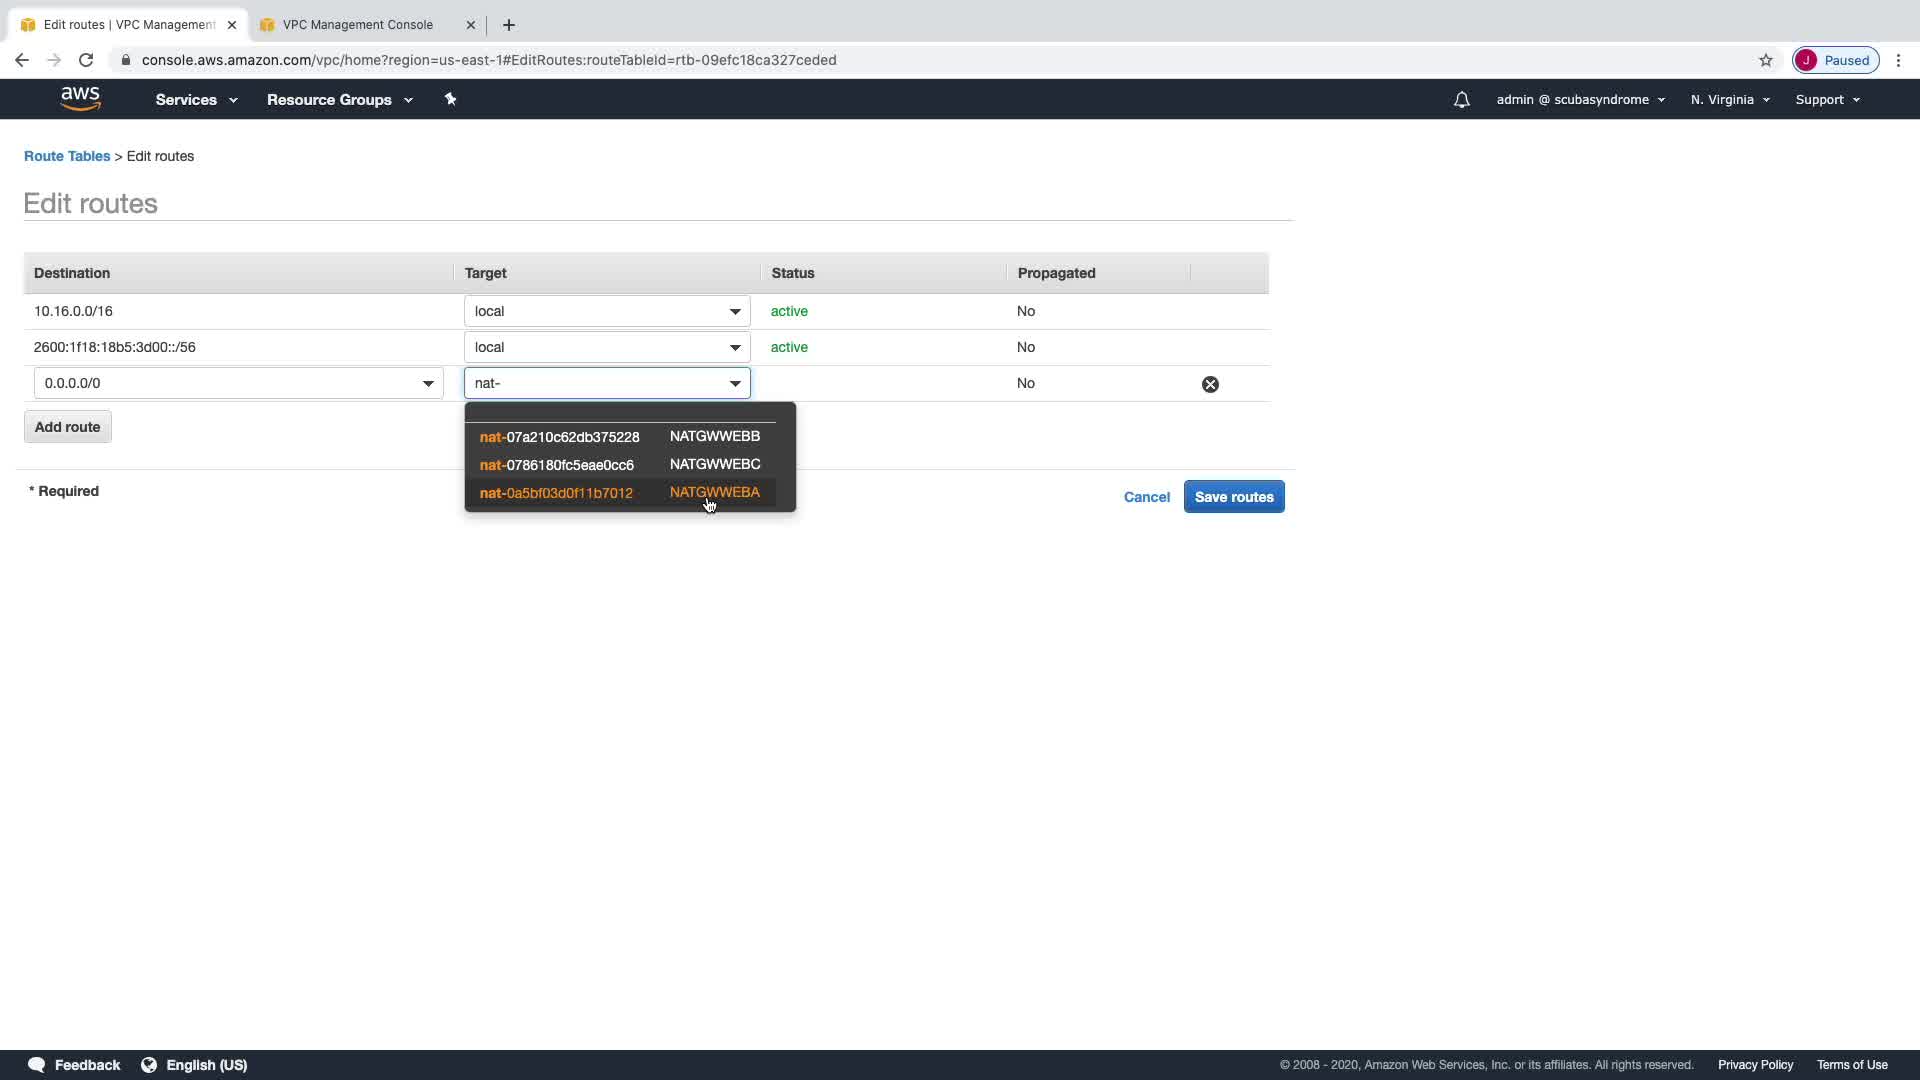 Edit routes | VPC Management
VPC Management Console
console.aws.amazon.com/vpc/home?region=us-east-1#EditRoutes:routeTableId=rtb-09efc18ca327ceded
J Paused
aws Services Resource Groups admin @ scubasyndrome N. Virginia Support
Route Tables > Edit routes
Edit routes
Destination Target Status Propagated
10.16.0.0/16 local active No
2600:1f18:18b5:3d00::/56 local active No
0.0.0.0/0 nat- No
Add route
nat-07a210c62db375228 NATGWWEBB
nat-0786180fc5eae0cc6 NATGWWEBC
nat-0a5bf03d0f11b7012 NATGWWEBA
* Required
Cancel Save routes
Feedback English (US) © 2008 - 2020, Amazon Web Services, Inc. or its affiliates. All rights reserved. Privacy Policy Terms of Use